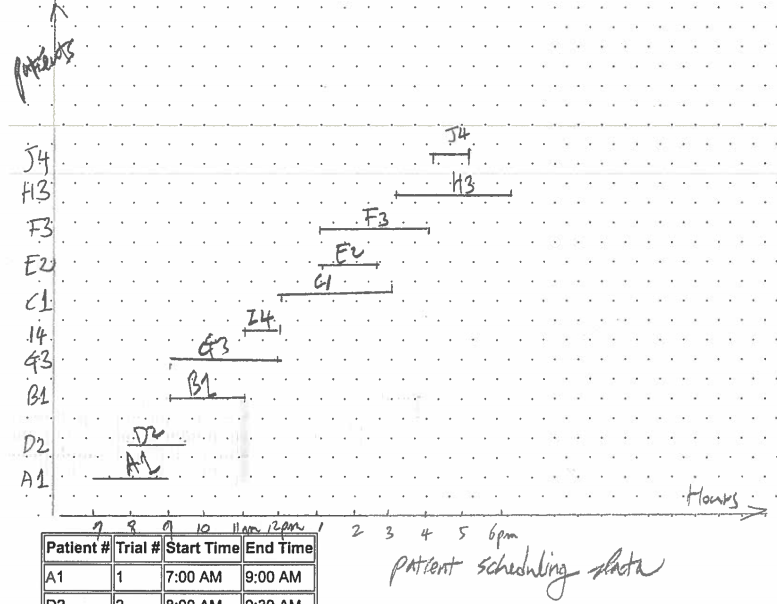 patients
J4
J4
H3
H3
F3
F3
E2
E2
C1
C1
I4
I4
G3
G3
B1
B1
D2
D2
A1
A1
Hours
7 8 9 10 11am 12pm 1 2 3 4 5 6pm
patient scheduling data
Patient # Trial # Start Time End Time
A1 1 7:00 AM 9:00 AM
D2 2 8:00 AM 9:30 AM